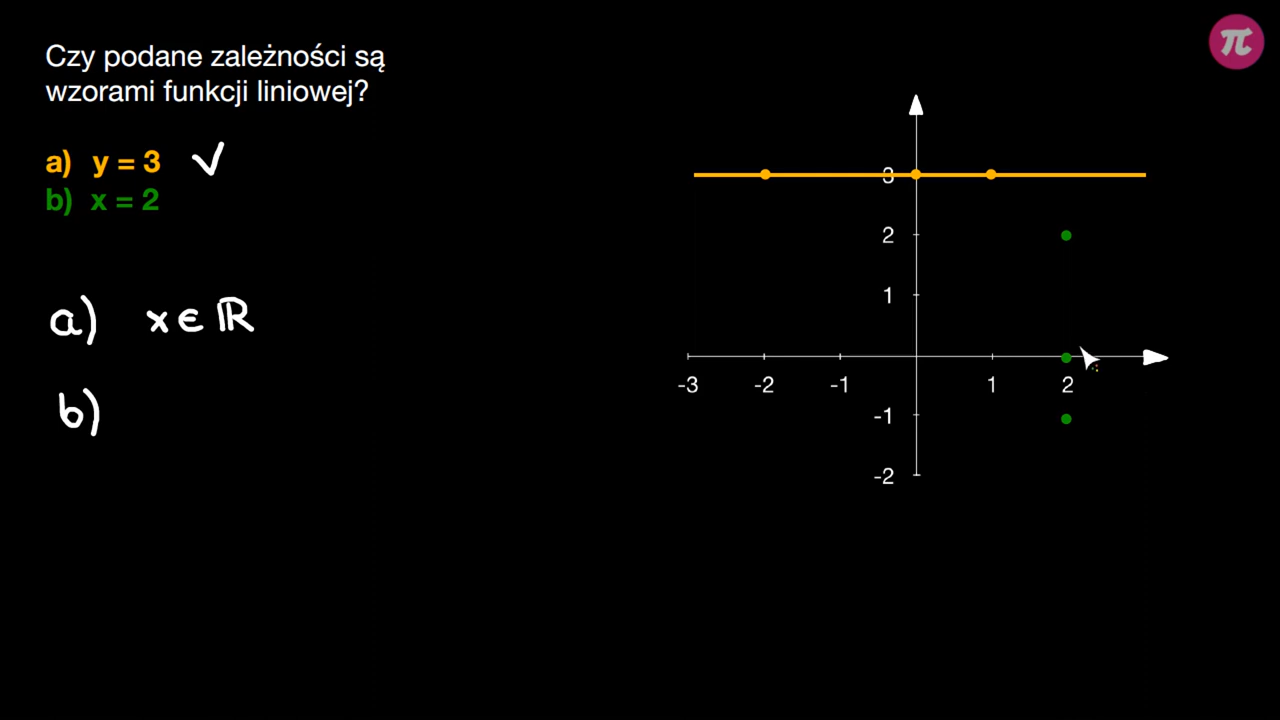 Czy podane zależności są
wzorami funkcji liniowej?
a) y = 3 √
b) x = 2
a) x ∈ ℝ
b)
π
3
2
1
-3 -2 -1 1 2
-1
-2